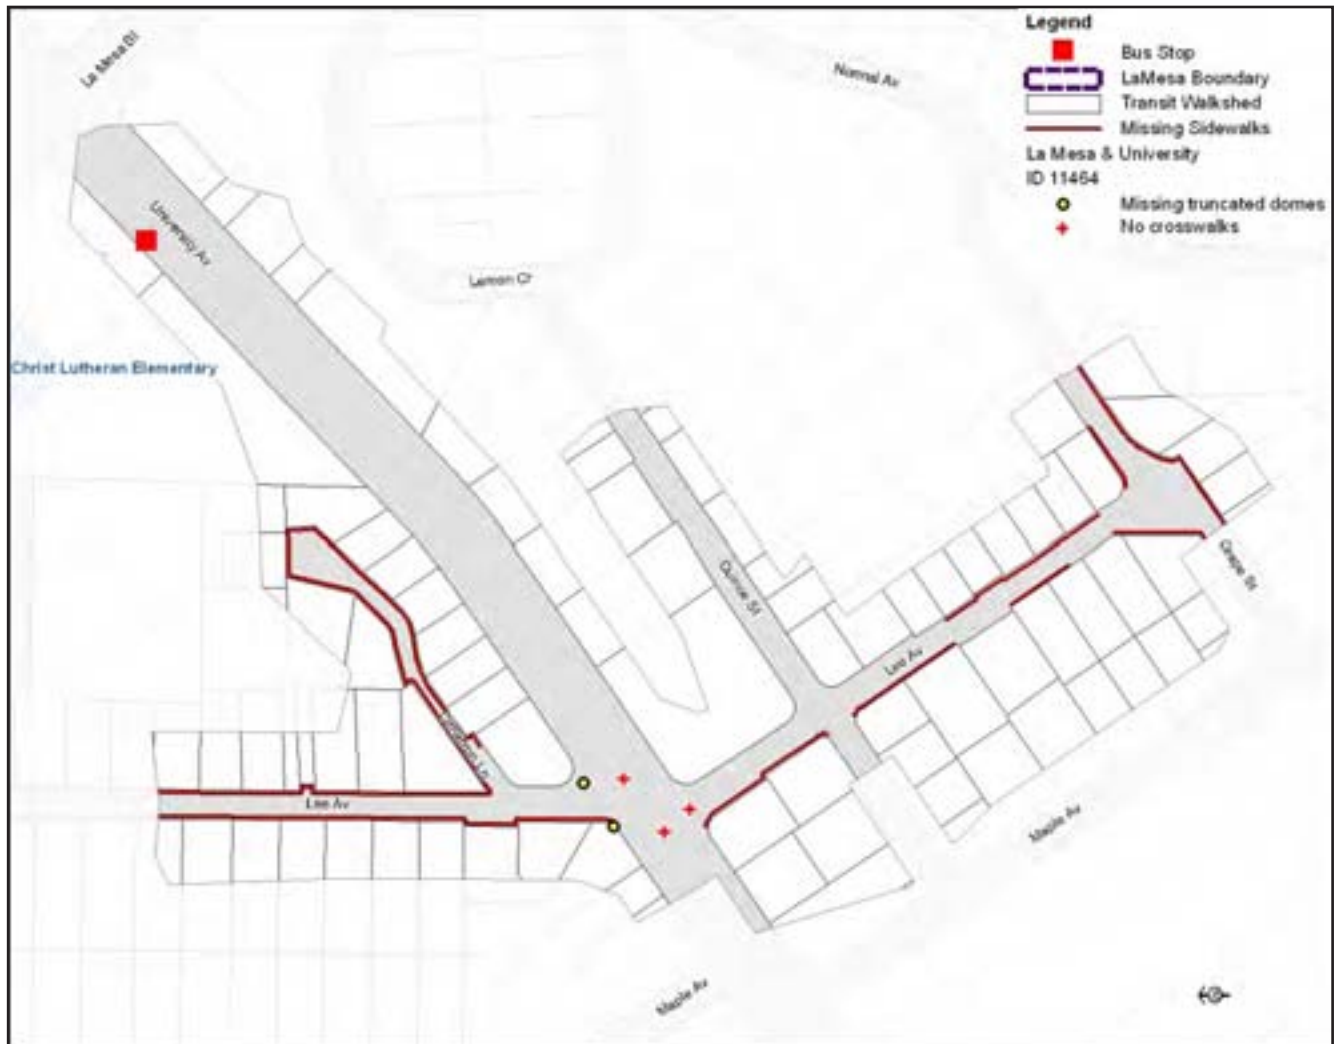 Legend
Bus Stop
LaMesa Boundary
Transit Walkshed
Missing Sidewalks
La Mesa & University
ID 11464
Missing truncated domes
No crosswalks
La Mesa Bl
Normal Av
University Av
Lemon Cr
Christ Lutheran Elementary
Quince St
Grape St
Lee Av
Ln
Lee Av
Maple Av
Maple Av